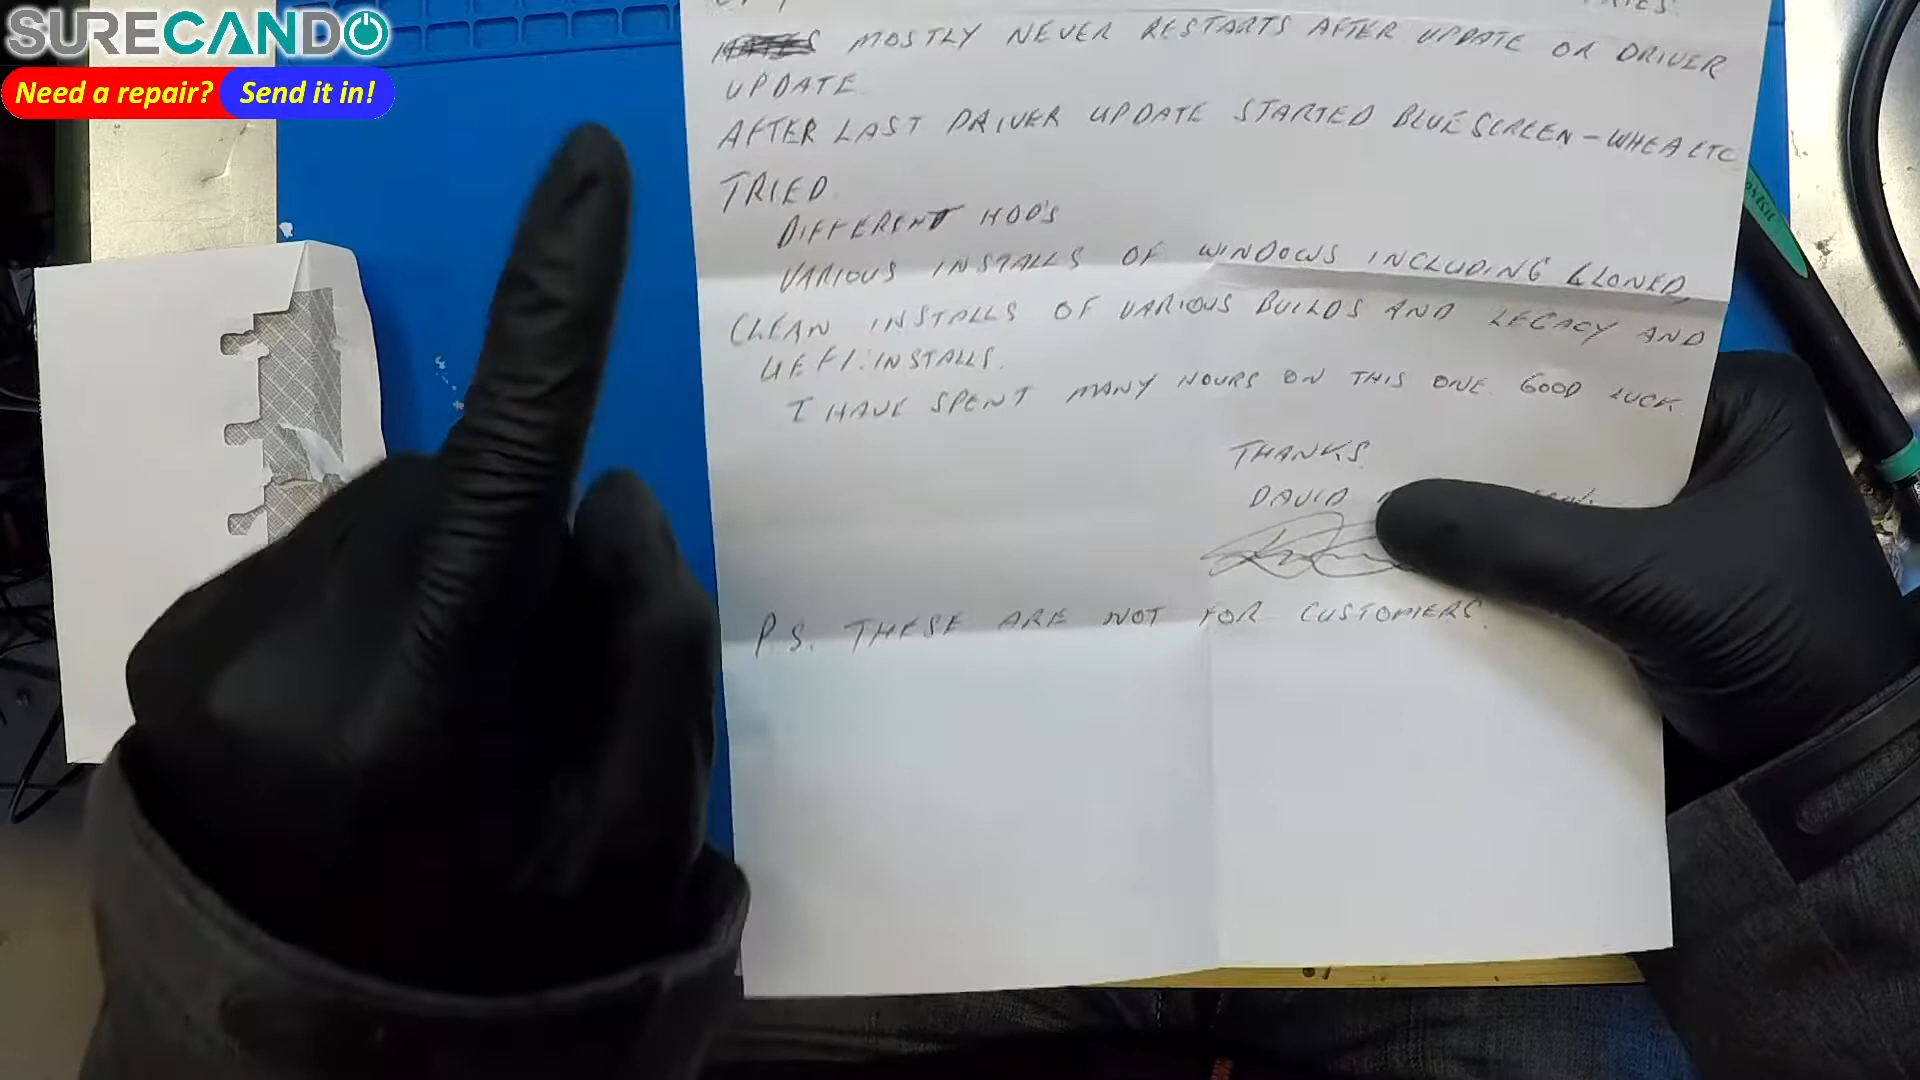 SURECANDO
Need a repair? Send it in!
MOSTLY NEVER RESTARTS AFTER UPDATE OR DRIVER
UPDATE.
AFTER LAST DRIVER UPDATE STARTED BLUE SCREEN - WHEA ETC
TRIED.
DIFFERENT HDD'S
VARIOUS INSTALLS OF WINDOWS INCLUDING CLONED,
CLEAN INSTALLS OF VARIOUS BUILDS AND LEGACY AND
UEFI. INSTALLS.
I HAVE SPENT MANY HOURS ON THIS ONE. GOOD LUCK.
THANKS.
DAVID
P.S. THESE ARE NOT FOR CUSTOMERS.